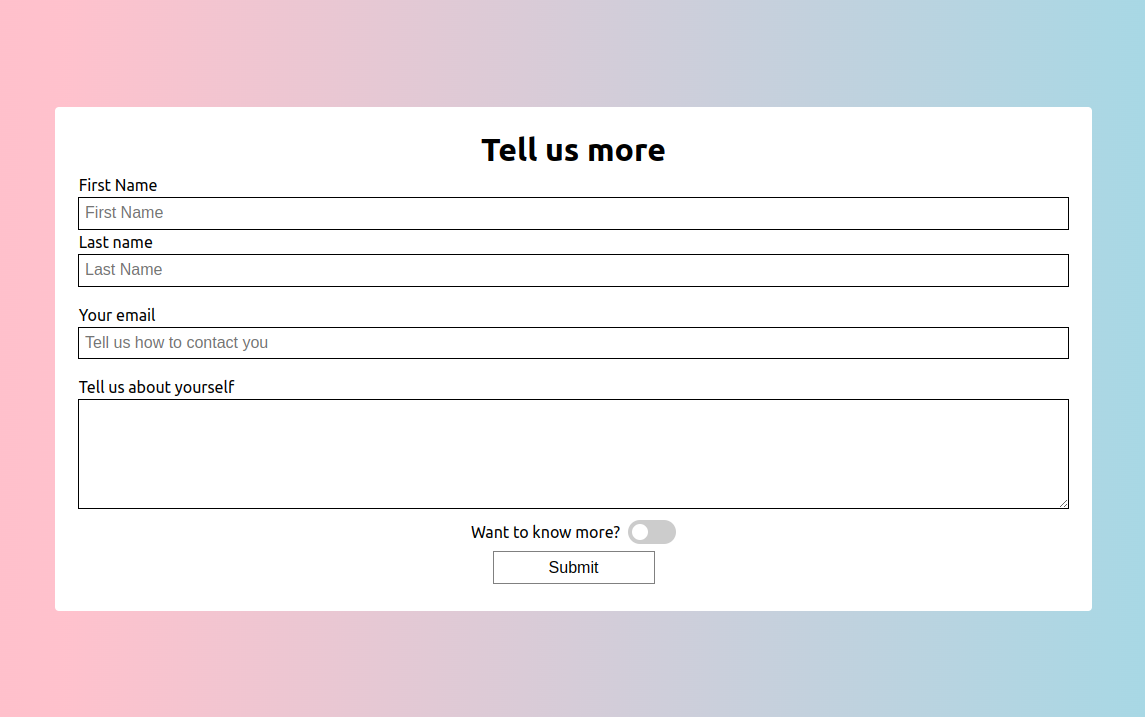 Tell us more
First Name
First Name
Last name
Last Name
Your email
Tell us how to contact you
Tell us about yourself
Want to know more?
Submit